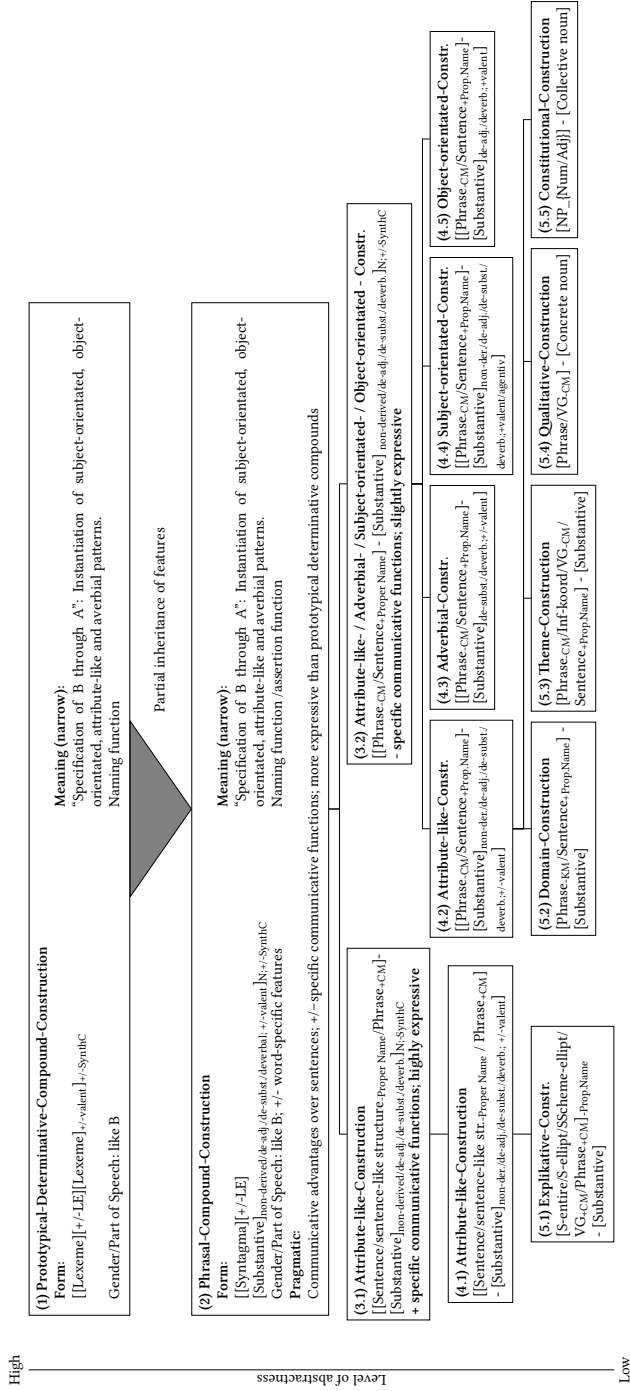 High
Level of abstractness
Low
(1) Prototypical-Determinative-Compound-Construction
Form:
[[Lexeme][+/-LE][Lexeme]+/-valent]+/-SynthC
Gender/Part of Speech: like B
Meaning (narrow):
“Specification of B through A”: Instantiation of subject-orientated, object-
orientated, attribute-like and averbial patterns.
Naming function
Partial inheritance of features
(2) Phrasal-Compound-Construction
Form:
[[Syntagma][+/-LE]
[Substantive]non-derived/de-adj./de-subst./deverbal; +/-valent]N;+/-SynthC
Gender/Part of Speech: like B; +/- word-specific features
Pragmatic:
Communicative advantages over sentences; +/−specific communicative functions; more expressive than prototypical determinative compounds
Meaning (narrow):
“Specification of B through A”: Instantiation of subject-orientated, object-
orientated, attribute-like and averbial patterns.
Naming function /assertion function
(3.1) Attribute-like-Construction
[[Sentence/sentence-like structure-Proper Name/Phrase+CM]-
[Substantive]non-derived/de-adj./de-subst./deverb.]N;-SynthC
+ specific communicative functions; highly expressive
(3.2) Attribute-like- / Adverbial- / Subject-orientated- / Object-orientated - Constr.
[[Phrase-CM/Sentence+Proper Name] - [Substantive] non-derived/de-adj./de-subst./deverb.]N;+/-SynthC
- specific communicative functions; slightly expressive
(4.1) Attribute-like-Construction
[[Sentence/sentence-like str.-Proper Name / Phrase+CM]
- [Substantive]non-der./de-adj./de-subst./deverb.; +/-valent]
(4.2) Attribute-like-Constr.
[[Phrase-CM/Sentence+Prop.Name]-
[Substantive]non-der./de-adj./de-subst./
deverb.;+/-valent]
(4.3) Adverbial-Constr.
[[Phrase-CM/Sentence+Prop.Name]-
[Substantive]de-subst./deverb.;+/-valent]
(4.4) Subject-orientated-Constr.
[[Phrase-CM/Sentence+Prop.Name]-
[Substantive]non-der./de-adj./de-subst./
deverb.;+valent/agentiv]
(4.5) Object-orientated-Constr.
[[Phrase-CM/Sentence+Prop.Name]-
[Substantive]de-adj./deverb.;+valent]
(5.1) Explikative-Constr.
[S-entire/S-ellipt/SScheme-ellipt/
VG+CM/Phrase+CM]-Prop.Name
- [Substantive]
(5.2) Domain-Construction
[Phrase-KM/Sentence+Prop.Name] -
[Substantive]
(5.3) Theme-Construction
[Phrase-CM/Inf-koord/VG-CM/
Sentence+Prop.Name] - [Substantive]
(5.4) Qualitative-Construction
[Phrase/VG-CM] - [Concrete noun]
(5.5) Constitutional-Construction
[NP_{Num/Adj}] - [Collective noun]